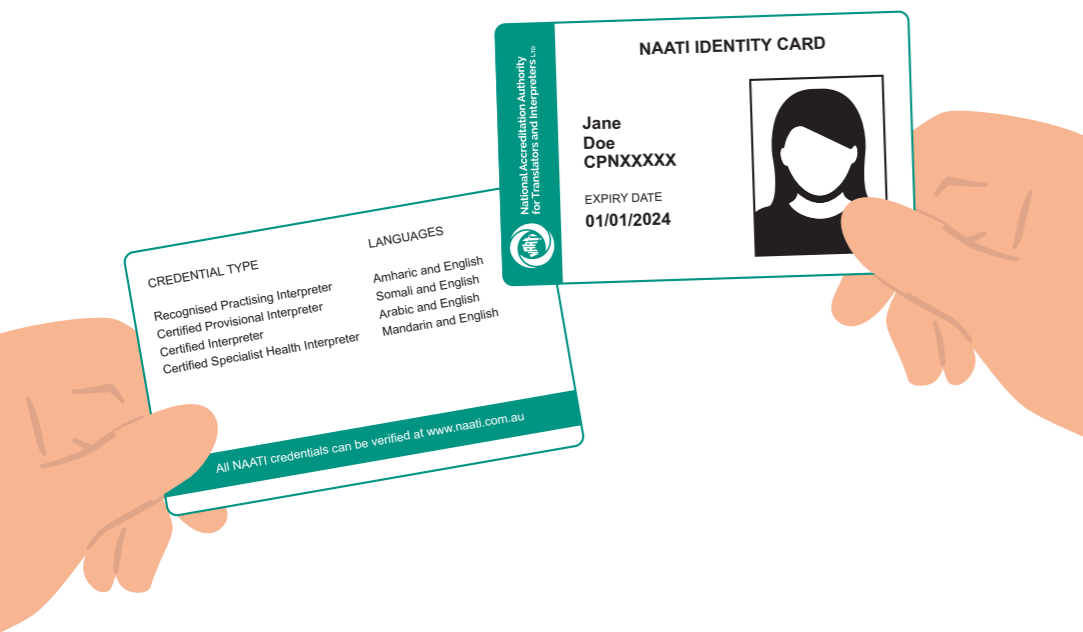 National Accreditation Authority
for Translators and Interpreters LTD
NAATI
NAATI IDENTITY CARD
Jane
Doe
CPNXXXXX
EXPIRY DATE
01/01/2024
CREDENTIAL TYPE LANGUAGES
Recognised Practising Interpreter Amharic and English
Certified Provisional Interpreter Somali and English
Certified Interpreter Arabic and English
Certified Specialist Health Interpreter Mandarin and English
All NAATI credentials can be verified at www.naati.com.au